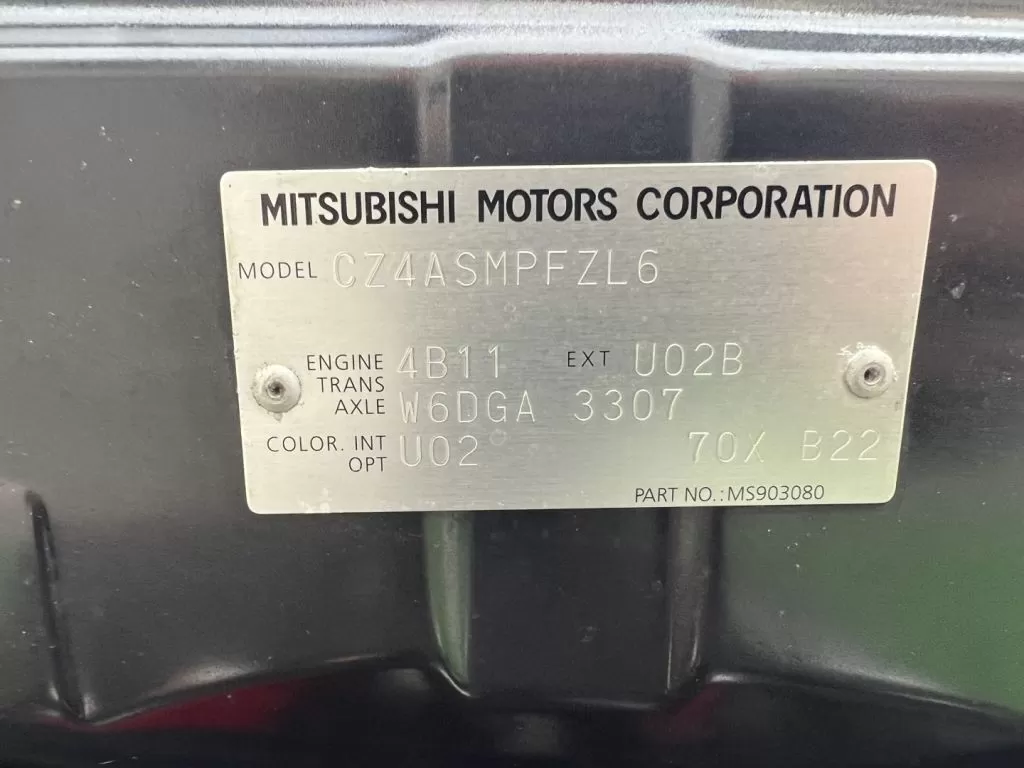 MITSUBISHI MOTORS CORPORATION
MODEL CZ4ASMPFZL6
ENGINE 4B11 EXT U02B
TRANS
AXLE W6DGA 3307
COLOR. INT U02 70X B22
OPT
PART NO.:MS903080